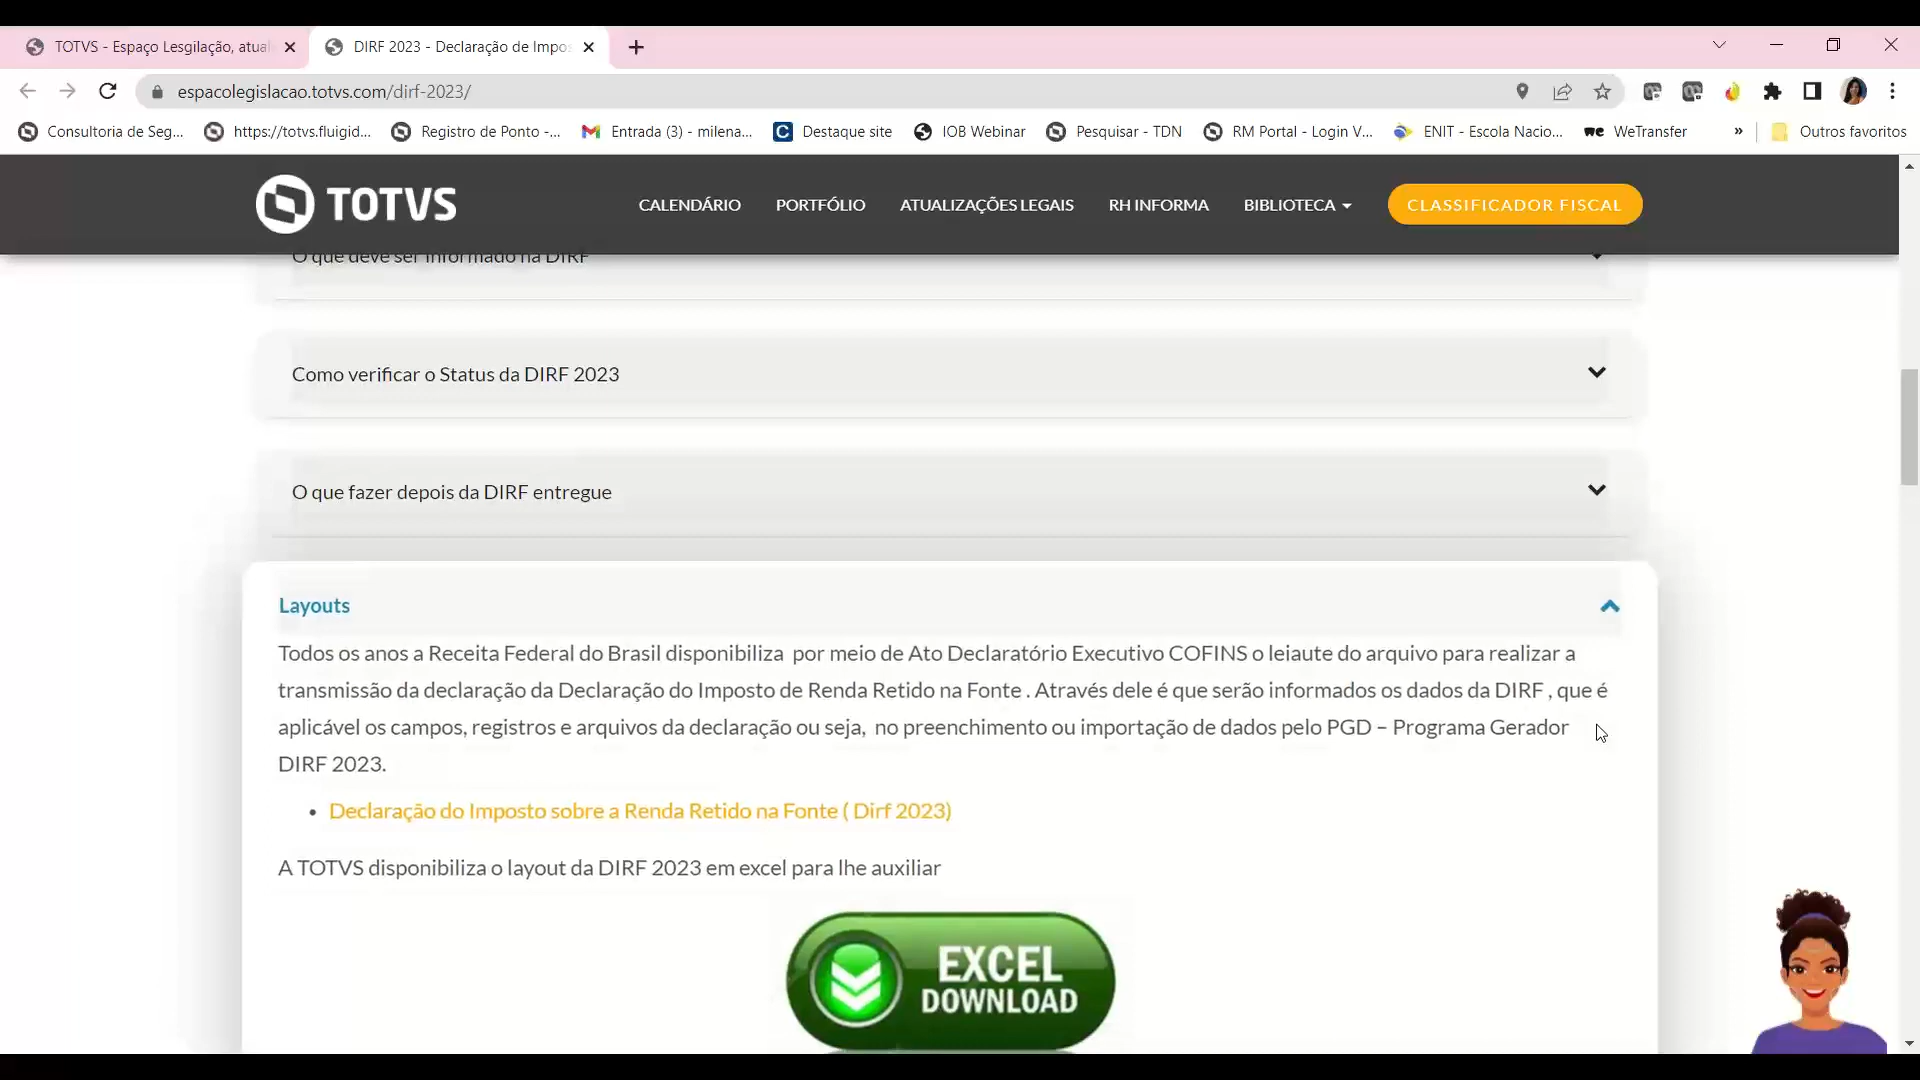 TOTVS - Espaço Lesgilação, atual
DIRF 2023 - Declaração de Impos
espacolegislacao.totvs.com/dirf-2023/
Consultoria de Seg...
https://totvs.fluigid...
Registro de Ponto -...
Entrada (3) - milena...
Destaque site
IOB Webinar
Pesquisar - TDN
RM Portal - Login V...
ENIT - Escola Nacio...
WeTransfer
»
Outros favoritos
TOTVS
CALENDÁRIO
PORTFÓLIO
ATUALIZAÇÕES LEGAIS
RH INFORMA
BIBLIOTECA
CLASSIFICADOR FISCAL
O que deve ser informado na DIRF
Como verificar o Status da DIRF 2023
O que fazer depois da DIRF entregue
Layouts
Todos os anos a Receita Federal do Brasil disponibiliza por meio de Ato Declaratório Executivo COFINS o leiaute do arquivo para realizar a
transmissão da declaração da Declaração do Imposto de Renda Retido na Fonte . Através dele é que serão informados os dados da DIRF , que é
aplicável os campos, registros e arquivos da declaração ou seja, no preenchimento ou importação de dados pelo PGD – Programa Gerador
DIRF 2023.
• Declaração do Imposto sobre a Renda Retido na Fonte ( Dirf 2023)
A TOTVS disponibiliza o layout da DIRF 2023 em excel para lhe auxiliar
EXCEL
DOWNLOAD